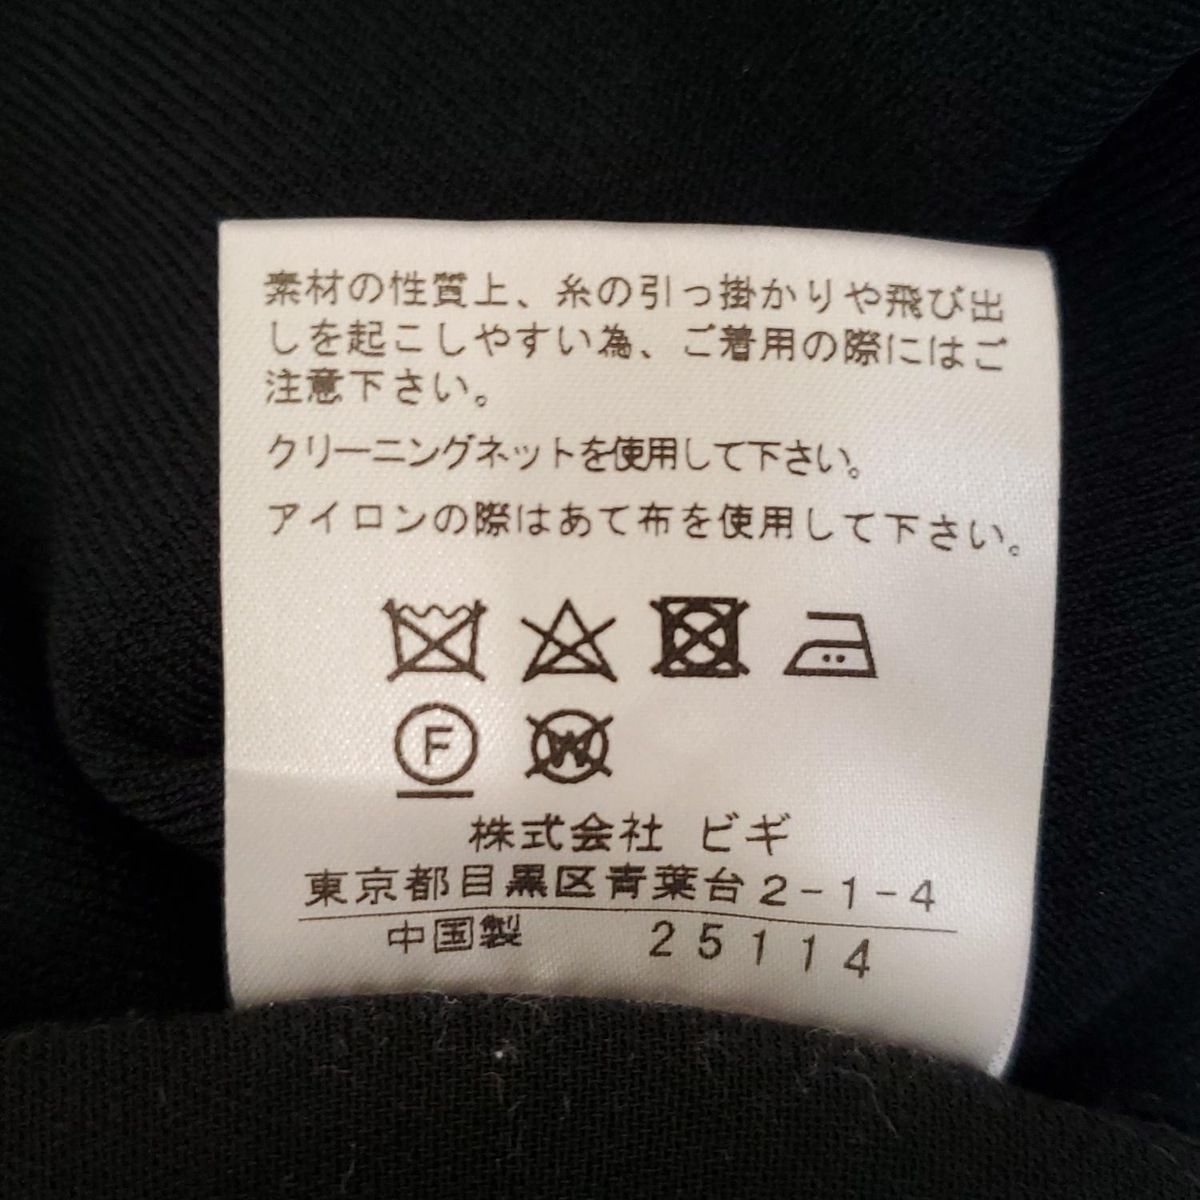 素材の性質上、糸の引っ掛かりや飛び出
しを起こしやすい為、ご着用の際にはご
注意下さい。
クリーニングネットを使用して下さい。
アイロンの際はあて布を使用して下さい。
F
W
株式会社 ビギ
東京都目黒区青葉台2-1-4
中国製 25114